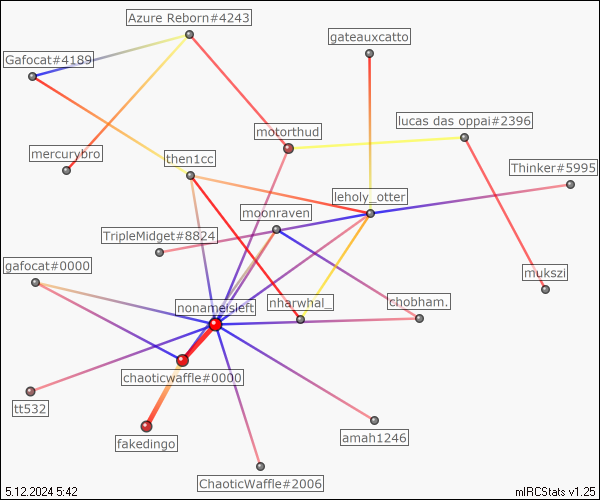 Azure Reborn#4243
gateauxcatto
Gafocat#4189
lucas das oppai#2396
motorthud
mercurybro
then1cc
Thinker#5995
leholy_otter
moonraven
TripleMidget#8824
gafocat#0000
mukszi
nharwhal_
chobham.
nonameisleft
chaoticwaffle#0000
tt532
amah1246
fakedingo
ChaoticWaffle#2006
5.12.2024 5:42
mIRCStats v1.25